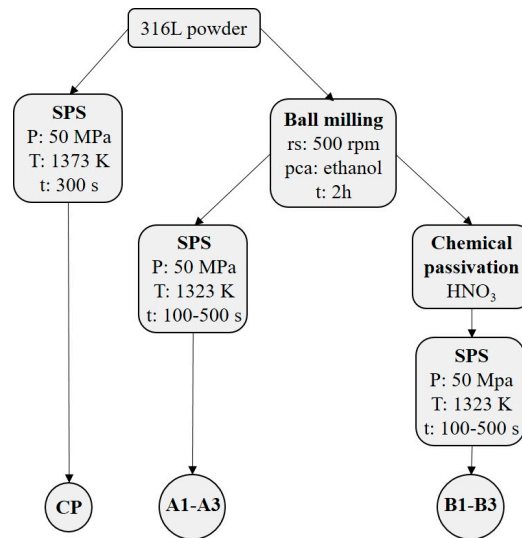 316L powder
SPS
P: 50 MPa
T: 1373 K
t: 300 s
Ball milling
rs: 500 rpm
pca: ethanol
t: 2h
SPS
P: 50 MPa
T: 1323 K
t: 100-500 s
Chemical
passivation
HNO₃
SPS
P: 50 Mpa
T: 1323 K
t: 100-500 s
CP
A1-A3
B1-B3